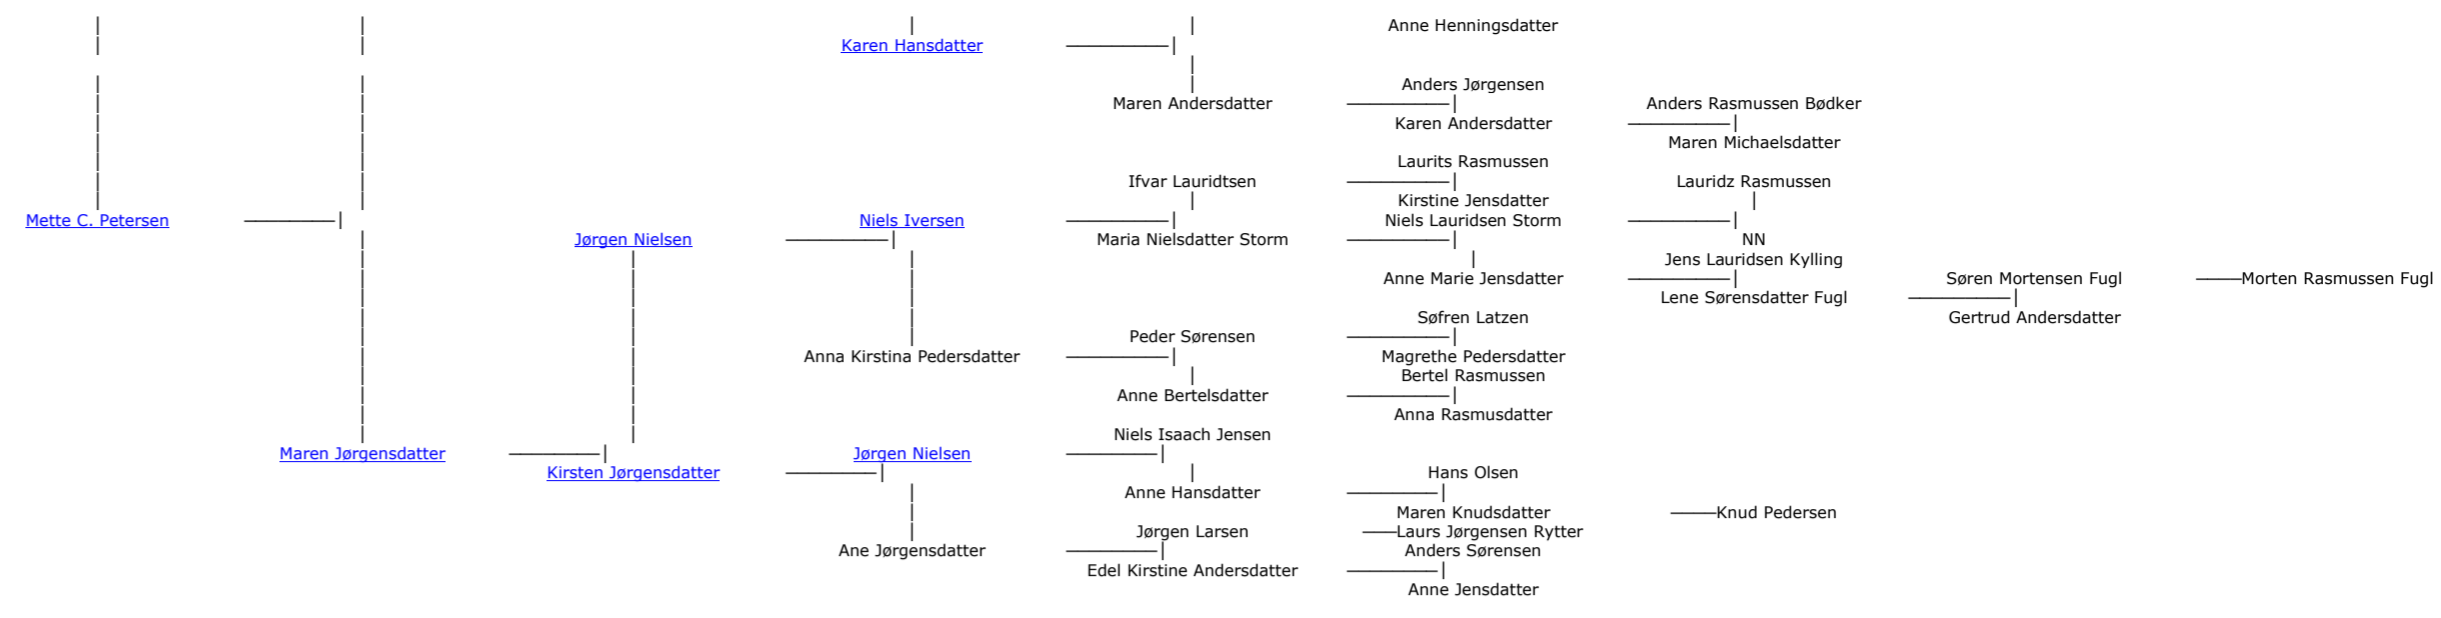 Anne Henningsdatter
Karen Hansdatter
Anders Jørgensen
Maren Andersdatter Anders Rasmussen Bødker
Karen Andersdatter
Maren Michaelsdatter
Laurits Rasmussen
Ifvar Lauridtsen Lauridz Rasmussen
Kirstine Jensdatter
Mette C. Petersen Niels Iversen Niels Lauridsen Storm
Jørgen Nielsen Maria Nielsdatter Storm NN
Jens Lauridsen Kylling
Anne Marie Jensdatter Søren Mortensen Fugl Morten Rasmussen Fugl
Lene Sørensdatter Fugl
Søfren Latzen Gertrud Andersdatter
Peder Sørensen
Anna Kirstina Pedersdatter Magrethe Pedersdatter
Bertel Rasmussen
Anne Bertelsdatter
Anna Rasmusdatter
Niels Isaach Jensen
Maren Jørgensdatter Jørgen Nielsen
Kirsten Jørgensdatter Hans Olsen
Anne Hansdatter
Maren Knudsdatter Knud Pedersen
Jørgen Larsen Laurs Jørgensen Rytter
Ane Jørgensdatter Anders Sørensen
Edel Kirstine Andersdatter
Anne Jensdatter